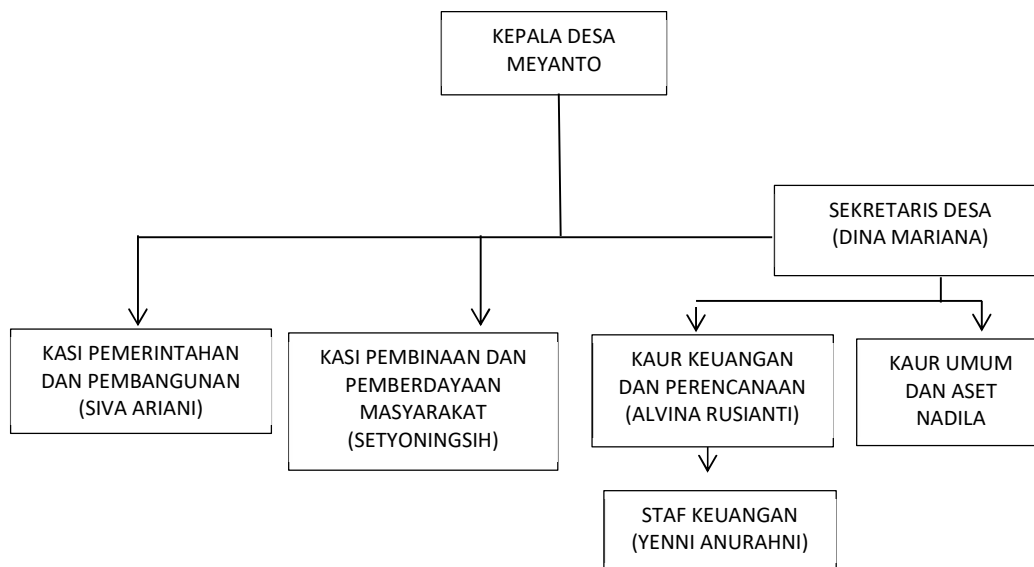 KEPALA DESA
MEYANTO
SEKRETARIS DESA
(DINA MARIANA)
KASI PEMERINTAHAN
DAN PEMBANGUNAN
(SIVA ARIANI)
KASI PEMBINAAN DAN
PEMBERDAYAAN
MASYARAKAT
(SETYONINGSIH)
KAUR KEUANGAN
DAN PERENCANAAN
(ALVINA RUSIANTI)
KAUR UMUM
DAN ASET
NADILA
STAF KEUANGAN
(YENNI ANURAHNI)